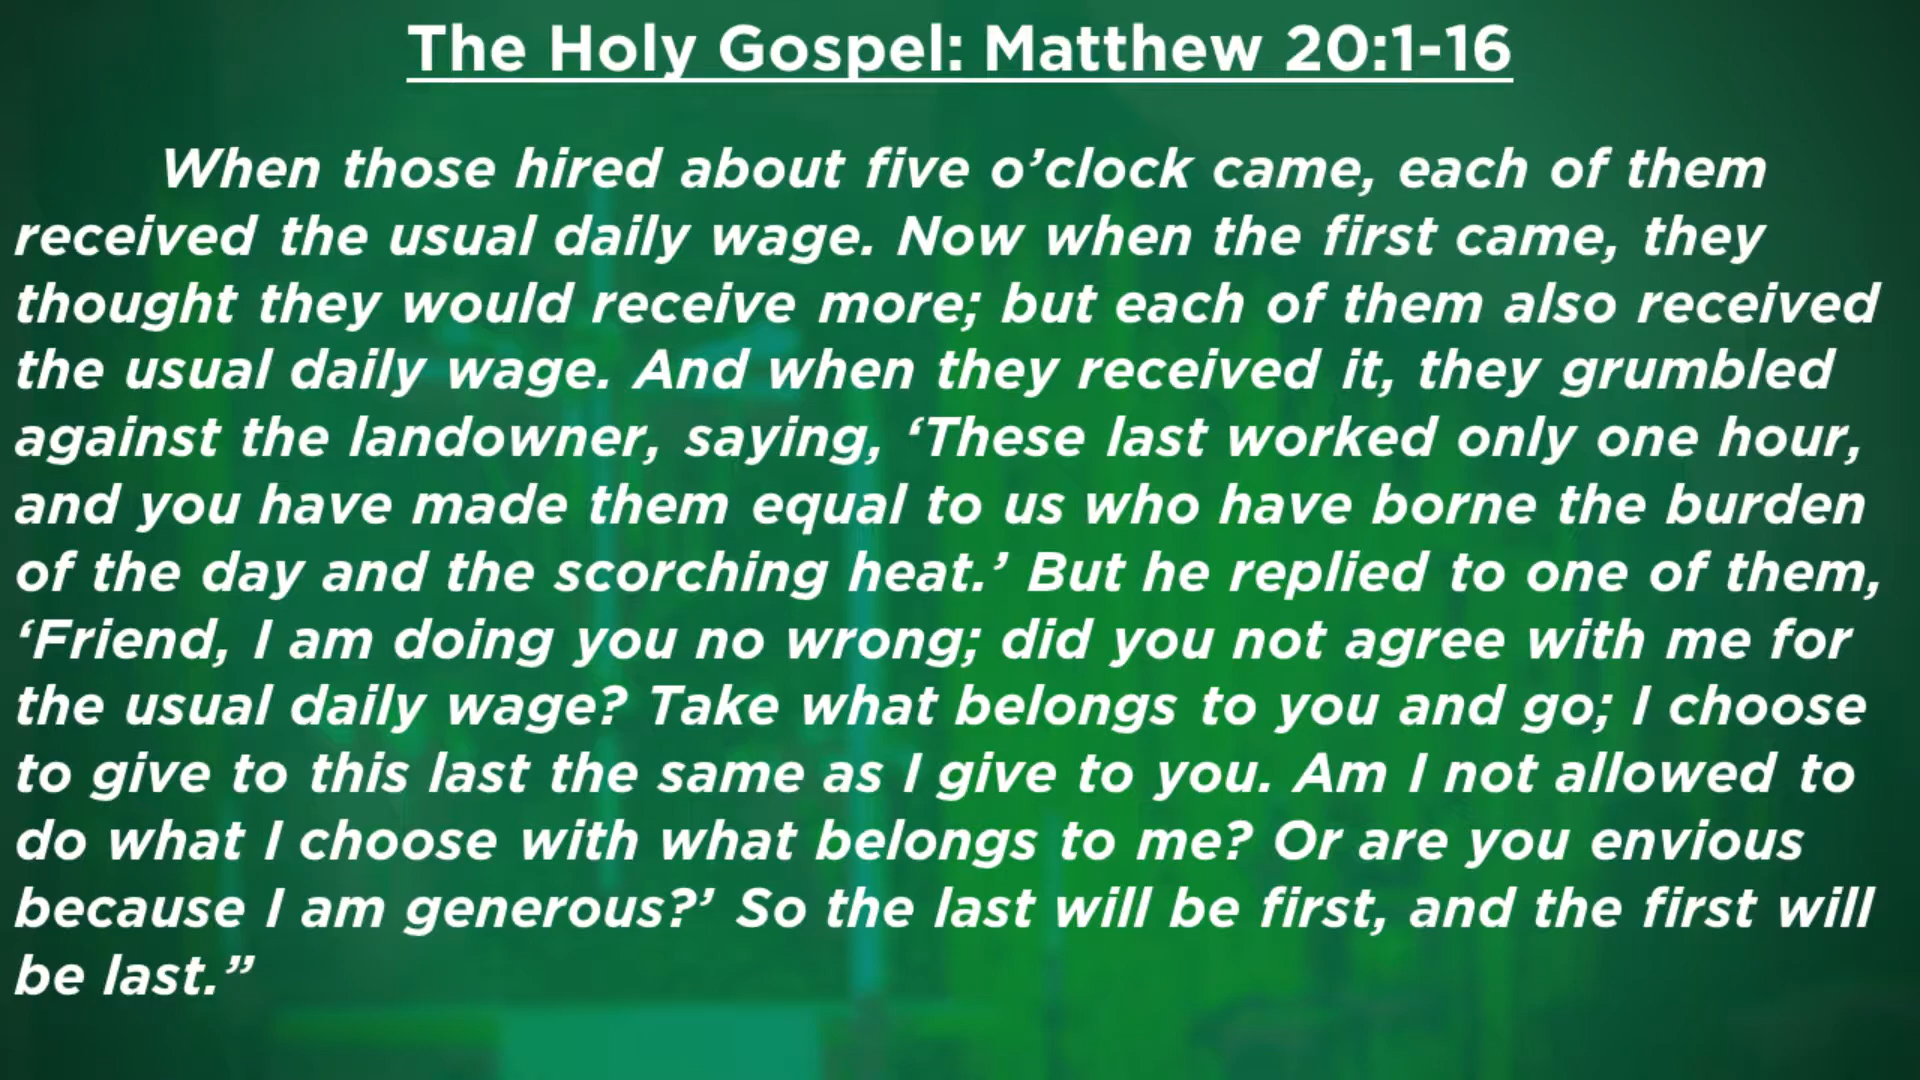 The Holy Gospel: Matthew 20:1-16
When those hired about five o’clock came, each of them
received the usual daily wage. Now when the first came, they
thought they would receive more; but each of them also received
the usual daily wage. And when they received it, they grumbled
against the landowner, saying, ‘These last worked only one hour,
and you have made them equal to us who have borne the burden
of the day and the scorching heat.’ But he replied to one of them,
‘Friend, I am doing you no wrong; did you not agree with me for
the usual daily wage? Take what belongs to you and go; I choose
to give to this last the same as I give to you. Am I not allowed to
do what I choose with what belongs to me? Or are you envious
because I am generous?’ So the last will be first, and the first will
be last.”